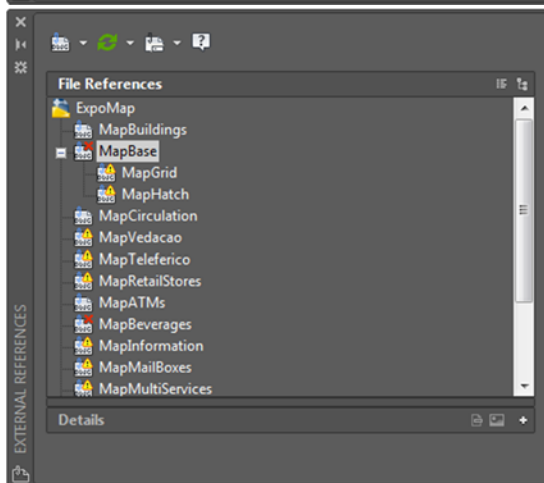 File References
ExpoMap
MapBuildings
MapBase
MapGrid
MapHatch
MapCirculation
MapVedacao
MapTeleferico
MapRetailStores
MapATMs
MapBeverages
MapInformation
MapMailBoxes
MapMultiServices
Details
EXTERNAL REFERENCES